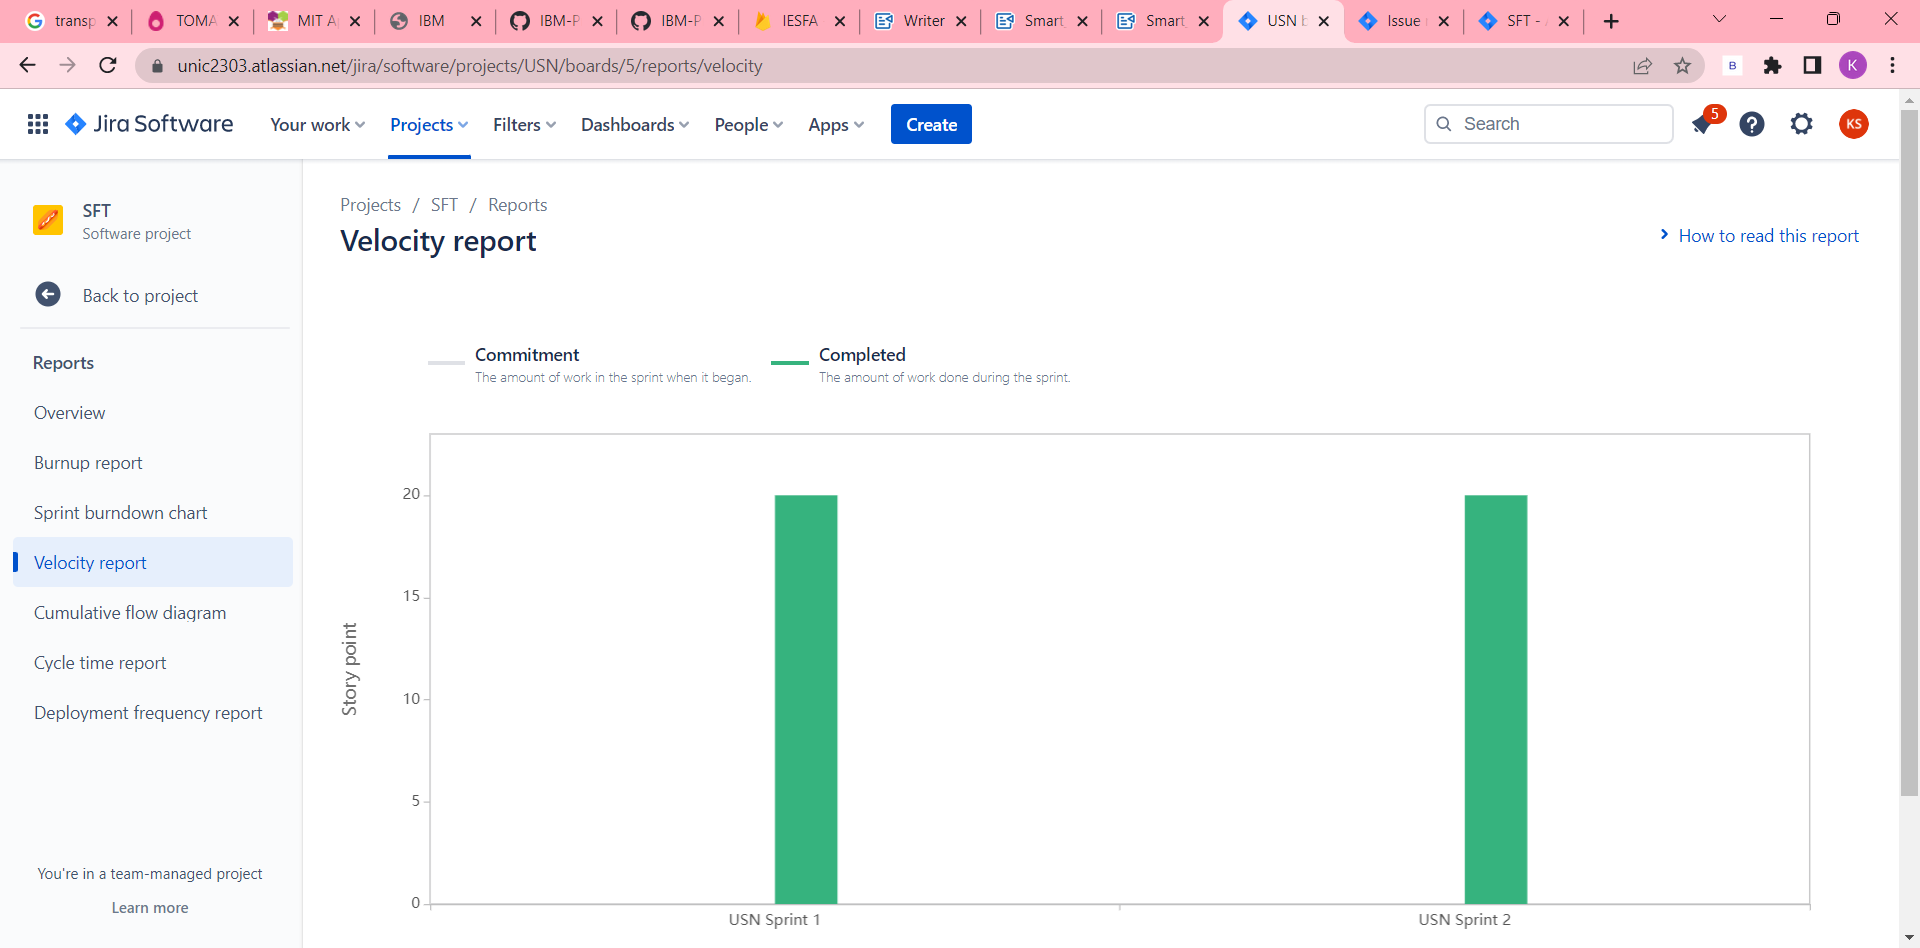 transp
TOMA
MIT A
IBM
IBM-P
IBM-P
IESFA
Writer
Smart
Smart
USN b
Issue
SFT -
unic2303.atlassian.net/jira/software/projects/USN/boards/5/reports/velocity
B
K
Jira Software
Your work
Projects
Filters
Dashboards
People
Apps
Create
Search
5
KS
SFT
Software project
Back to project
Reports
Overview
Burnup report
Sprint burndown chart
Velocity report
Cumulative flow diagram
Cycle time report
Deployment frequency report
You're in a team-managed project
Learn more
Projects / SFT / Reports
Velocity report
How to read this report
Commitment
The amount of work in the sprint when it began.
Completed
The amount of work done during the sprint.
Story point
20
15
10
5
0
USN Sprint 1
USN Sprint 2